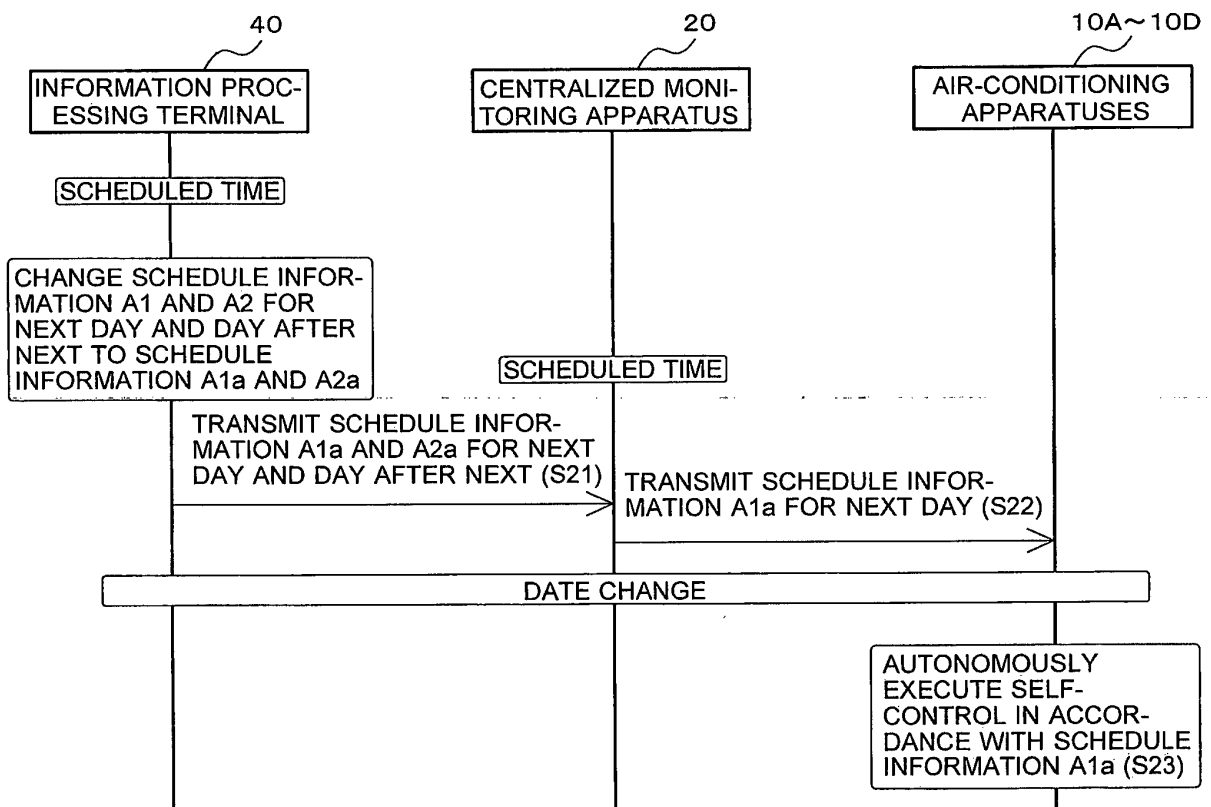 40
20
10A~10D
INFORMATION PROC-
ESSING TERMINAL
CENTRALIZED MONI-
TORING APPARATUS
AIR-CONDITIONING
APPARATUSES
SCHEDULED TIME
CHANGE SCHEDULE INFOR-
MATION A1 AND A2 FOR
NEXT DAY AND DAY AFTER
NEXT TO SCHEDULE
INFORMATION A1a AND A2a
SCHEDULED TIME
TRANSMIT SCHEDULE INFOR-
MATION A1a AND A2a FOR NEXT
DAY AND DAY AFTER NEXT (S21)
TRANSMIT SCHEDULE INFOR-
MATION A1a FOR NEXT DAY (S22)
DATE CHANGE
AUTONOMOUSLY
EXECUTE SELF-
CONTROL IN ACCOR-
DANCE WITH SCHEDULE
INFORMATION A1a (S23)